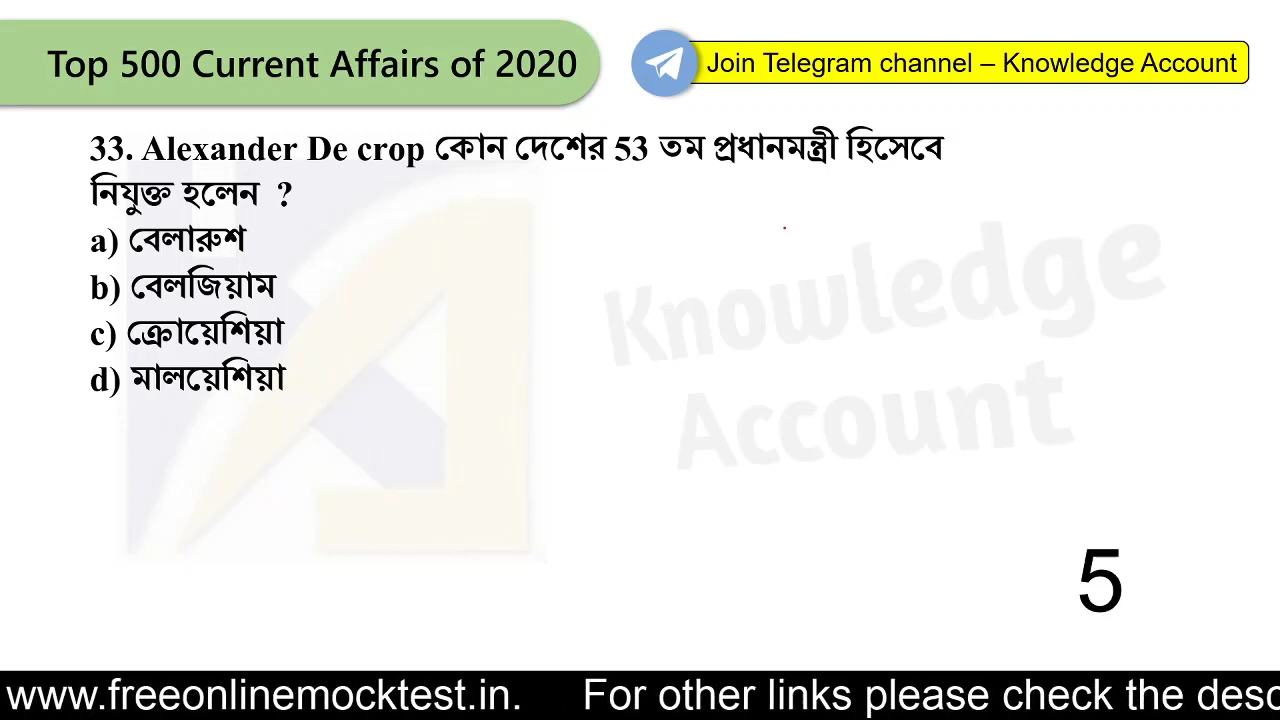 Top 500 Current Affairs of 2020
Join Telegram channel – Knowledge Account
33. Alexander De crop কোন দেশের 53 তম প্রধানমন্ত্রী হিসেবে
নিযুক্ত হলেন ?
a) বেলারুশ
b) বেলজিয়াম
c) ক্রোয়েশিয়া
d) মালয়েশিয়া
Knowledge
Account
5
www.freeonlinemocktest.in. For other links please check the desc